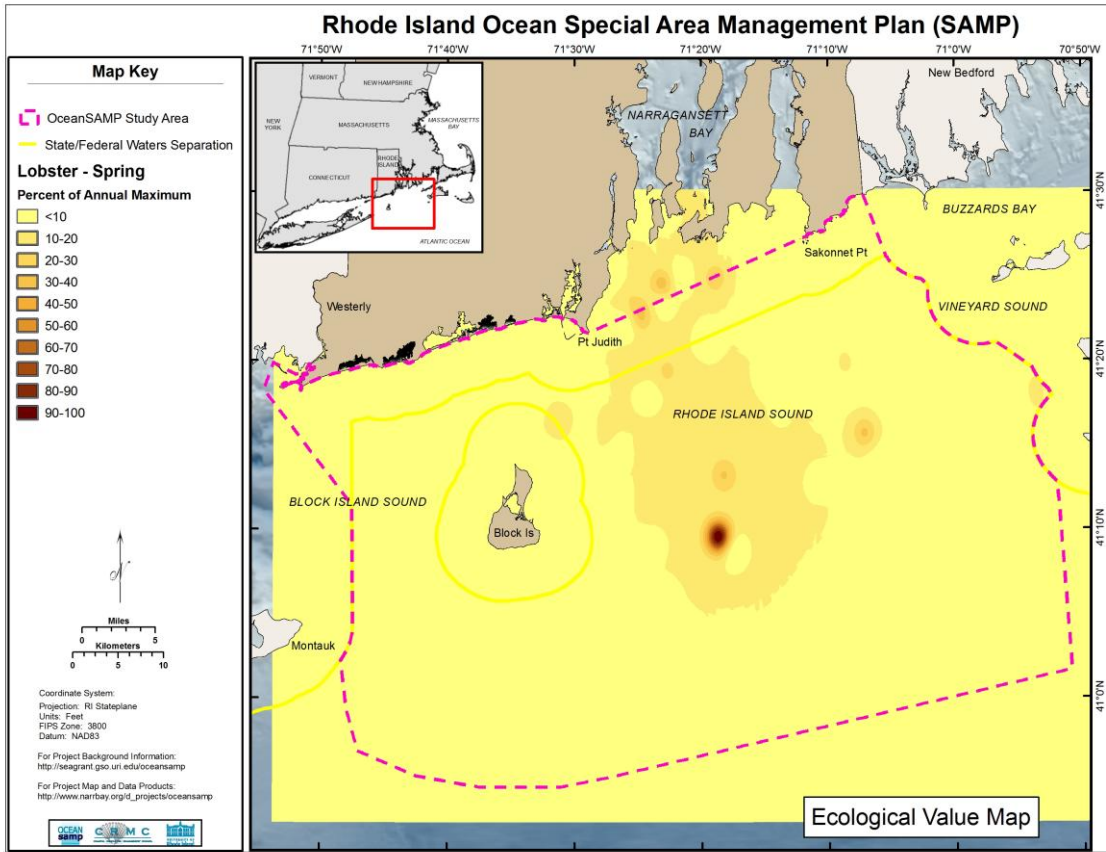 Rhode Island Ocean Special Area Management Plan (SAMP)
71°50'W 71°40'W 71°30'W 71°20'W 71°10'W 71°0'W 70°50'W
Map Key
OceanSAMP Study Area
State/Federal Waters Separation
Lobster - Spring
Percent of Annual Maximum
<10
10-20
20-30
30-40
40-50
50-60
60-70
70-80
80-90
90-100
Miles
0 5
Kilometers
0 5 10
Coordinate System:
Projection: RI Stateplane
Units: Feet
FIPS Zone: 3800
Datum: NAD83
For Project Background Information:
http://seagrant.gso.uri.edu/oceansamp
For Project Map and Data Products:
http://www.narrbay.org/d_projects/oceansamp
OCEAN
samp
CRMC
VERMONT
NEW HAMPSHIRE
NEW
YORK
MASSACHUSETTS
MASSACHUSETTS
BAY
CONNECTICUT
RHODE
ISLAND
ATLANTIC OCEAN
NARRAGANSETT
BAY
New Bedford
BUZZARDS BAY
Sakonnet Pt
VINEYARD SOUND
Westerly
Pt Judith
RHODE ISLAND SOUND
BLOCK ISLAND SOUND
Block Is
Montauk
41°30'N
41°20'N
41°10'N
41°0'N
Ecological Value Map